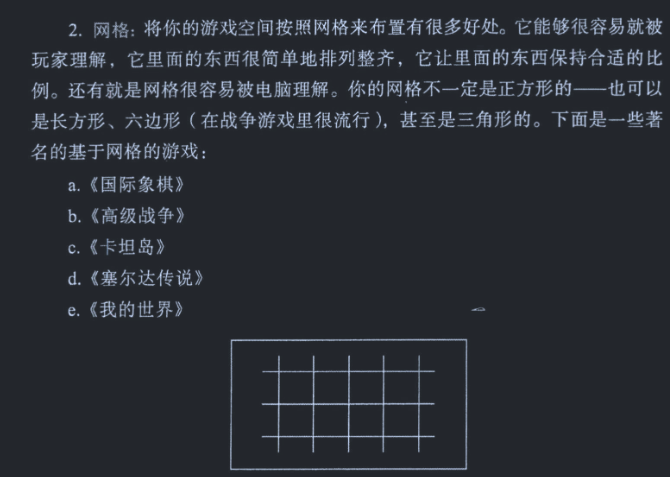 2. 网格：将你的游戏空间按照网格来布置有很多好处。它能够很容易就被
玩家理解，它里面的东西很简单地排列整齐，它让里面的东西保持合适的比
例。还有就是网格很容易被电脑理解。你的网格不一定是正方形的——也可以
是长方形、六边形（在战争游戏里很流行），甚至是三角形的。下面是一些著
名的基于网格的游戏：
a.《国际象棋》
b.《高级战争》
c.《卡坦岛》
d.《塞尔达传说》
e.《我的世界》